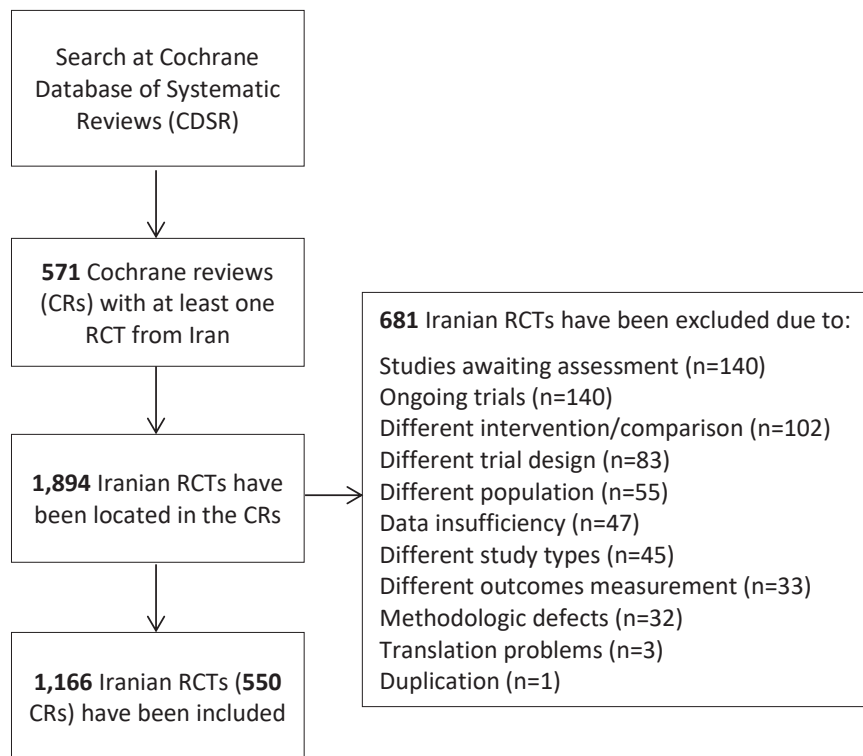 Search at Cochrane
Database of Systematic
Reviews (CDSR)
571 Cochrane reviews
(CRs) with at least one
RCT from Iran
1,894 Iranian RCTs have
been located in the CRs
681 Iranian RCTs have been excluded due to:
Studies awaiting assessment (n=140)
Ongoing trials (n=140)
Different intervention/comparison (n=102)
Different trial design (n=83)
Different population (n=55)
Data insufficiency (n=47)
Different study types (n=45)
Different outcomes measurement (n=33)
Methodologic defects (n=32)
Translation problems (n=3)
Duplication (n=1)
1,166 Iranian RCTs (550
CRs) have been included